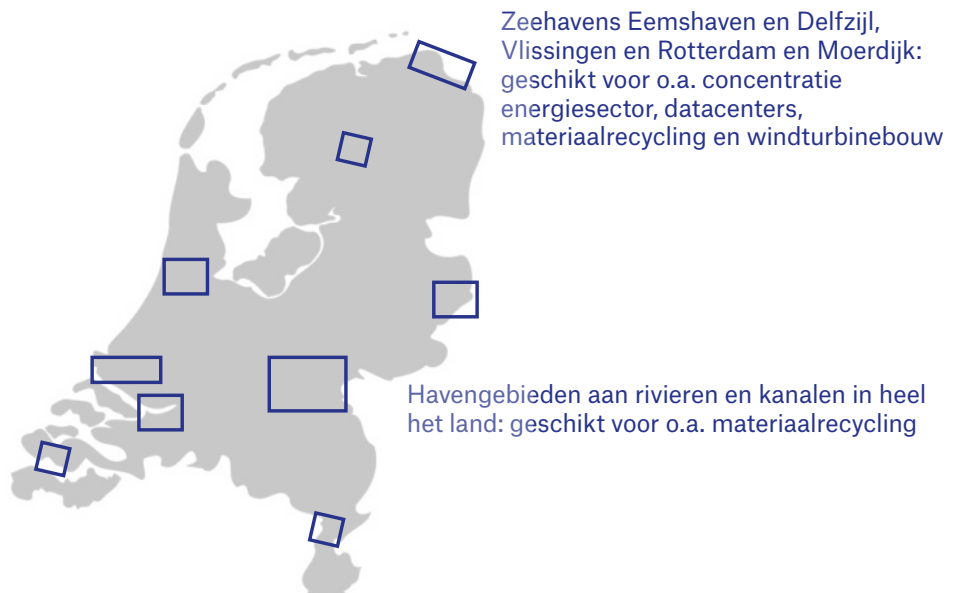 Zeehavens Eemshaven en Delfzijl,
Vlissingen en Rotterdam en Moerdijk:
geschikt voor o.a. concentratie
energiesector, datacenters,
materiaalrecycling en windturbinebouw
Havengebieden aan rivieren en kanalen in heel
het land: geschikt voor o.a. materiaalrecycling